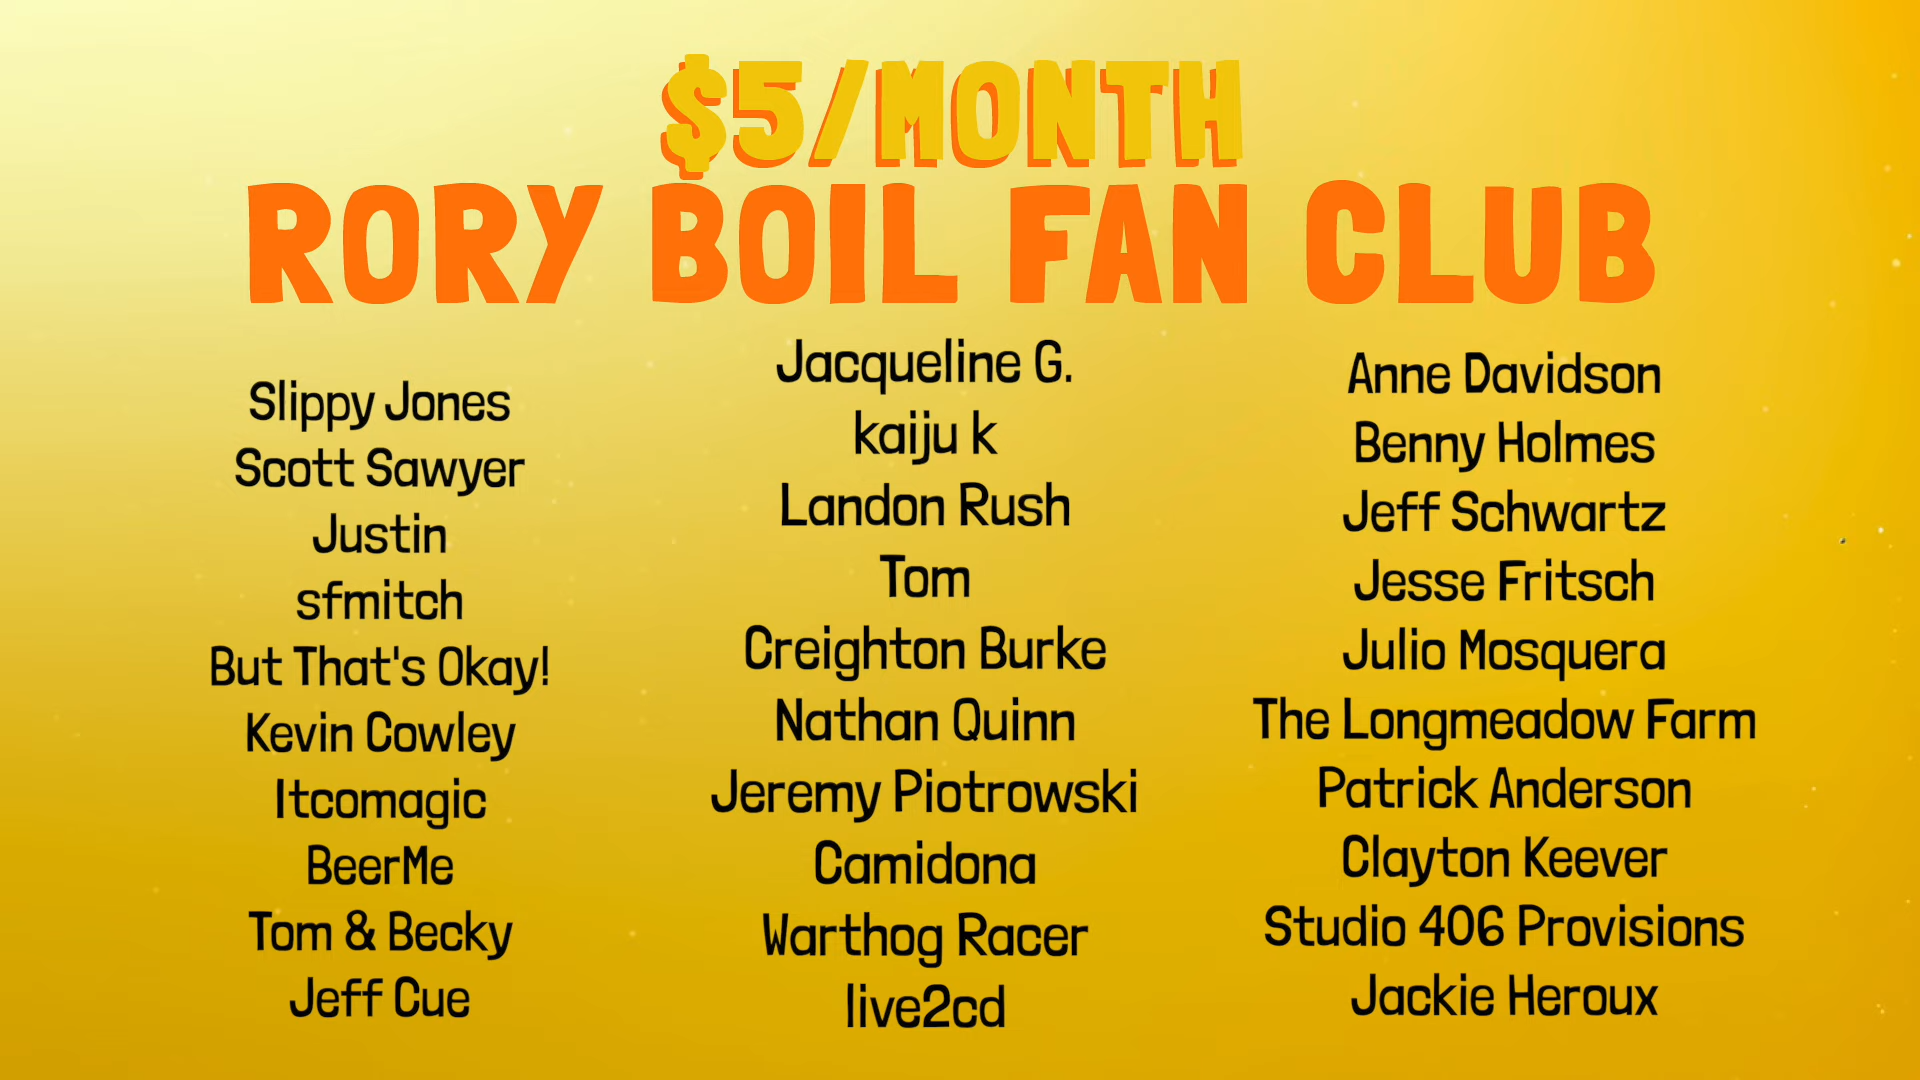 $5/MONTH
RORY BOIL FAN CLUB
Slippy Jones
Scott Sawyer
Justin
sfmitch
But That's Okay!
Kevin Cowley
Itcomagic
BeerMe
Tom & Becky
Jeff Cue
Jacqueline G.
kaiju k
Landon Rush
Tom
Creighton Burke
Nathan Quinn
Jeremy Piotrowski
Camidona
Warthog Racer
live2cd
Anne Davidson
Benny Holmes
Jeff Schwartz
Jesse Fritsch
Julio Mosquera
The Longmeadow Farm
Patrick Anderson
Clayton Keever
Studio 406 Provisions
Jackie Heroux